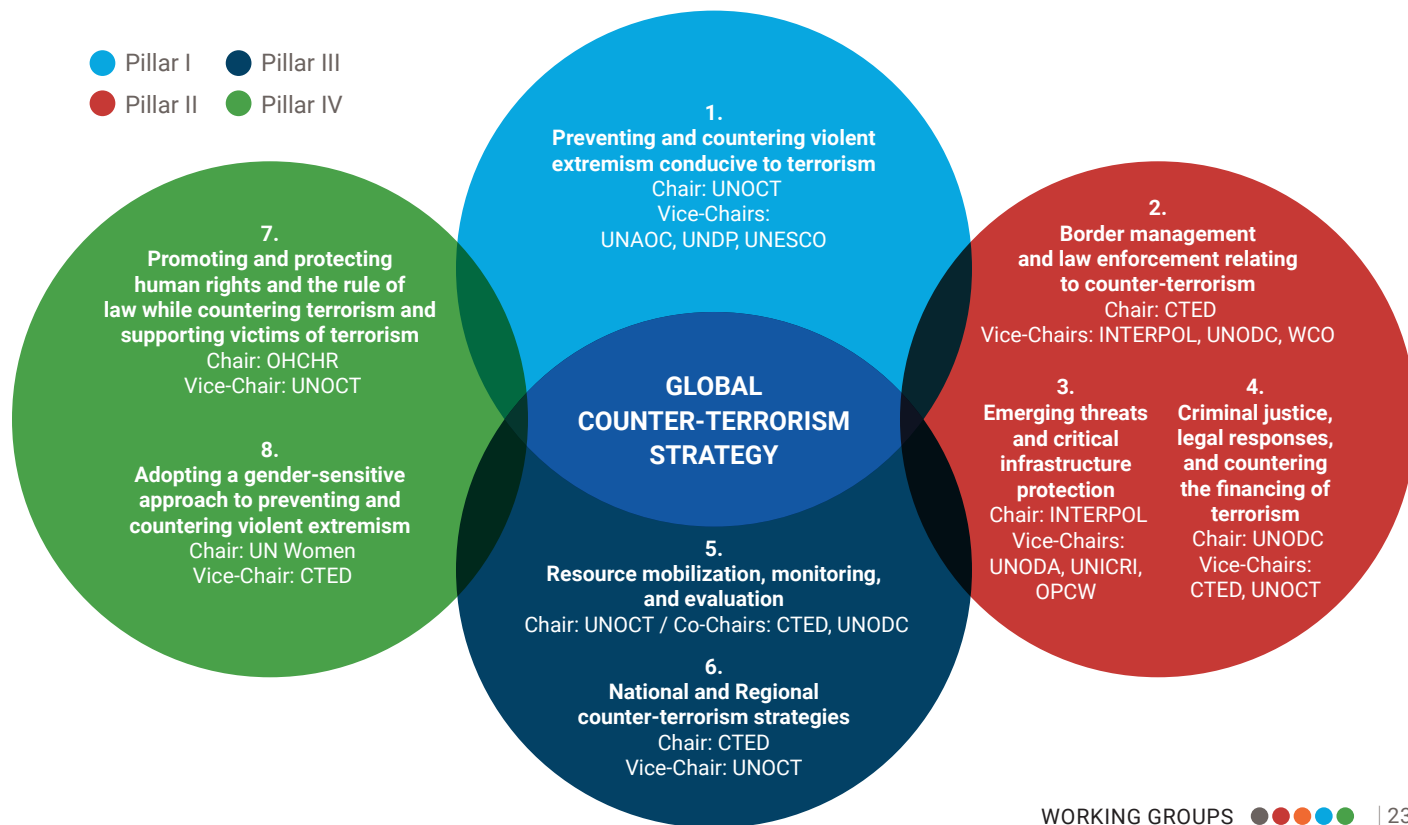 Pillar I
Pillar III
Pillar II
Pillar IV
1.
Preventing and countering violent
extremism conducive to terrorism
Chair: UNOCT
Vice-Chairs:
UNAOC, UNDP, UNESCO
7.
Promoting and protecting
human rights and the rule of
law while countering terrorism and
supporting victims of terrorism
Chair: OHCHR
Vice-Chair: UNOCT
8.
Adopting a gender-sensitive
approach to preventing and
countering violent extremism
Chair: UN Women
Vice-Chair: CTED
GLOBAL
COUNTER-TERRORISM
STRATEGY
2.
Border management
and law enforcement relating
to counter-terrorism
Chair: CTED
Vice-Chairs: INTERPOL, UNODC, WCO
3.
Emerging threats
and critical
infrastructure
protection
Chair: INTERPOL
Vice-Chairs:
UNODA, UNICRI,
OPCW
4.
Criminal justice,
legal responses,
and countering
the financing of
terrorism
Chair: UNODC
Vice-Chairs:
CTED, UNOCT
5.
Resource mobilization, monitoring,
and evaluation
Chair: UNOCT / Co-Chairs: CTED, UNODC
6.
National and Regional
counter-terrorism strategies
Chair: CTED
Vice-Chair: UNOCT
WORKING GROUPS | 23